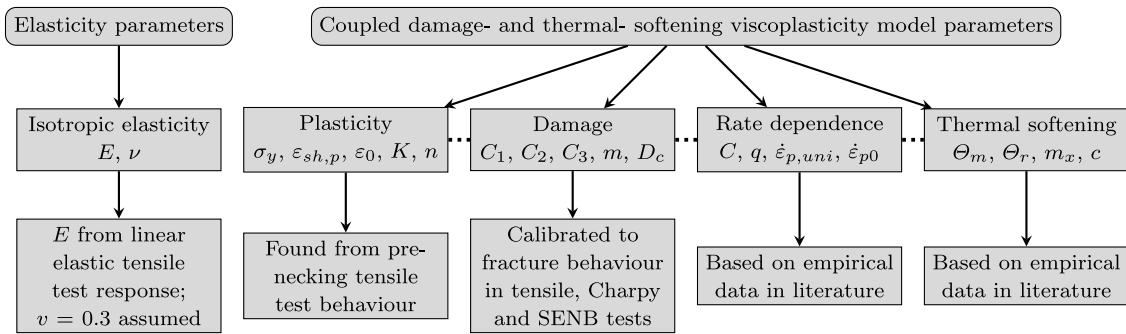 Elasticity parameters
Coupled damage- and thermal- softening viscoplasticity model parameters
Isotropic elasticity
E, ν
Plasticity
σ_y, ε_{sh,p}, ε_0, K, n
Damage
C_1, C_2, C_3, m, D_c
Rate dependence
C, q, ε̇_{p,uni}, ε̇_{p0}
Thermal softening
Θ_m, Θ_r, m_x, c
E from linear
elastic tensile
test response;
v = 0.3 assumed
Found from pre-
necking tensile
test behaviour
Calibrated to
fracture behaviour
in tensile, Charpy
and SENB tests
Based on empirical
data in literature
Based on empirical
data in literature